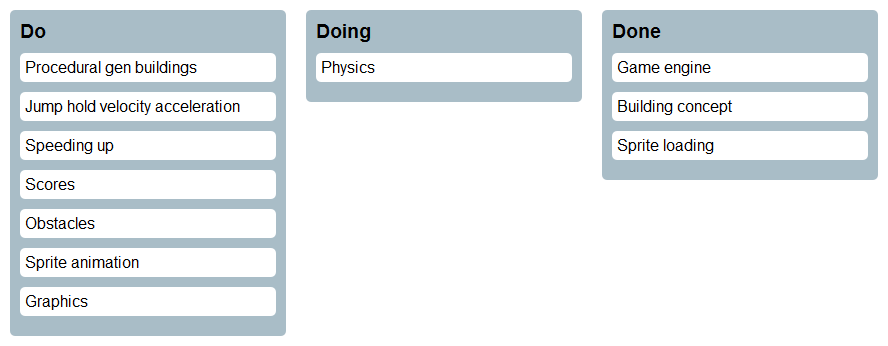 Do
Procedural gen buildings
Jump hold velocity acceleration
Speeding up
Scores
Obstacles
Sprite animation
Graphics
Doing
Physics
Done
Game engine
Building concept
Sprite loading